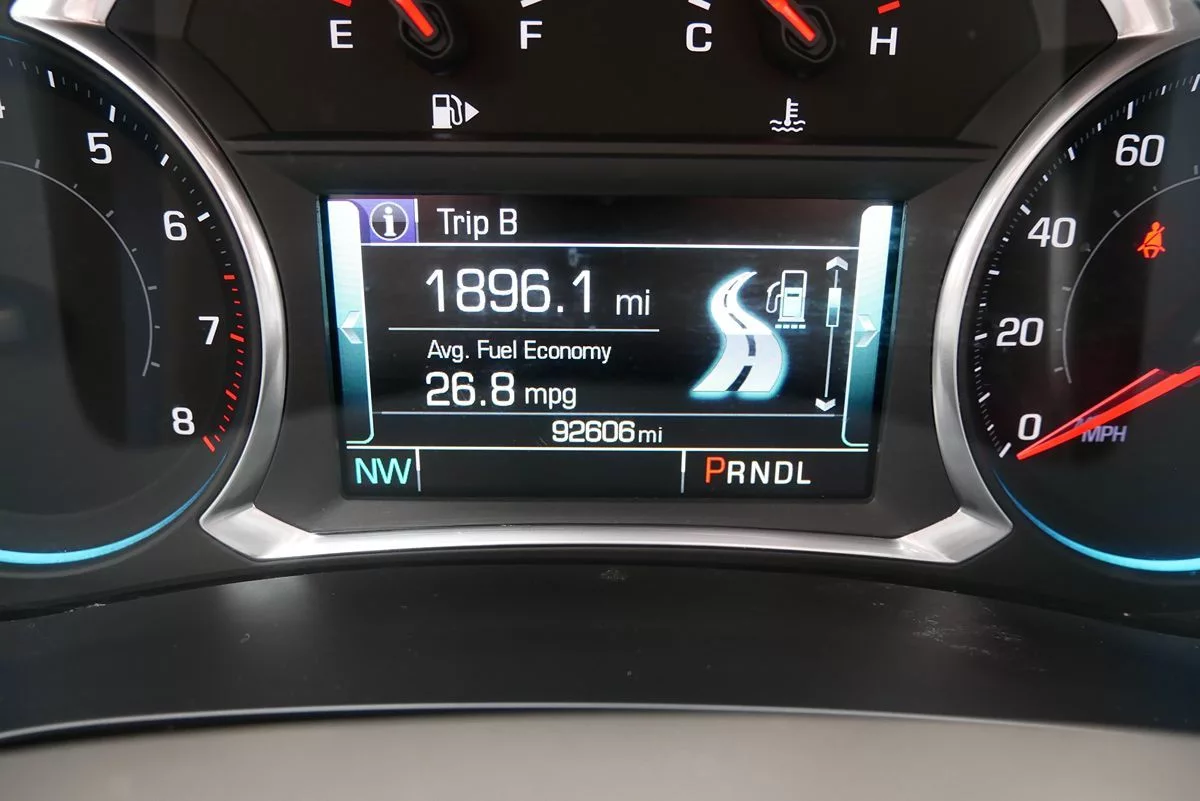 E F C H
5
6
7
8
Trip B
1896.1 mi
Avg. Fuel Economy
26.8 mpg
92606 mi
NW PRNDL
60
40
20
0
MPH